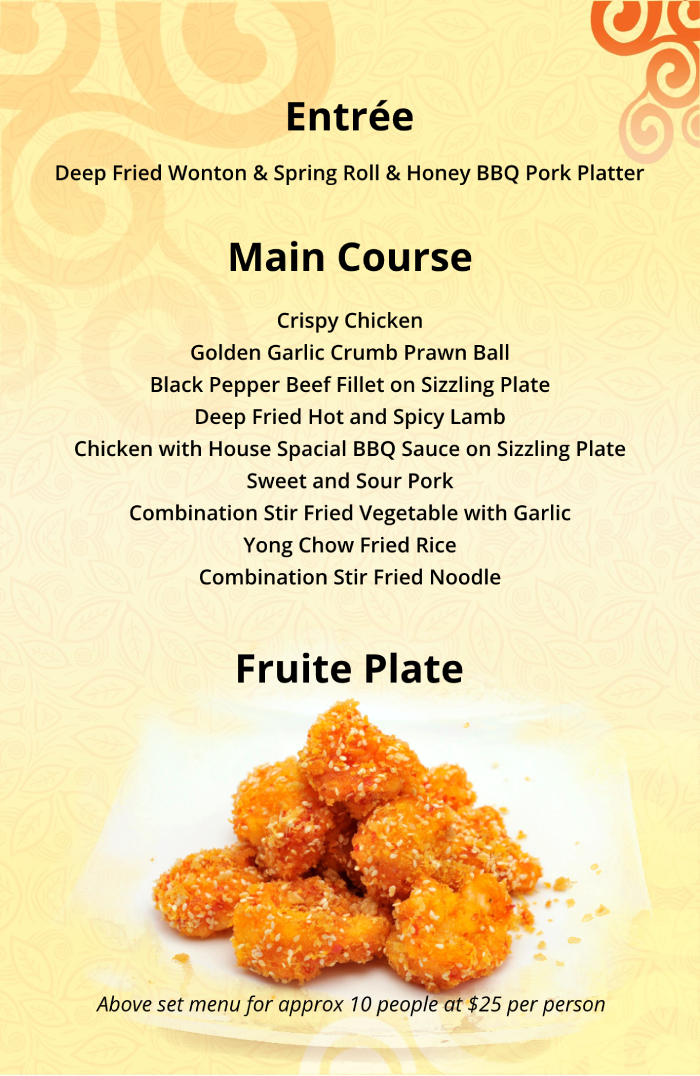 Entrée
Deep Fried Wonton & Spring Roll & Honey BBQ Pork Platter
Main Course
Crispy Chicken
Golden Garlic Crumb Prawn Ball
Black Pepper Beef Fillet on Sizzling Plate
Deep Fried Hot and Spicy Lamb
Chicken with House Spacial BBQ Sauce on Sizzling Plate
Sweet and Sour Pork
Combination Stir Fried Vegetable with Garlic
Yong Chow Fried Rice
Combination Stir Fried Noodle
Fruite Plate
Above set menu for approx 10 people at $25 per person